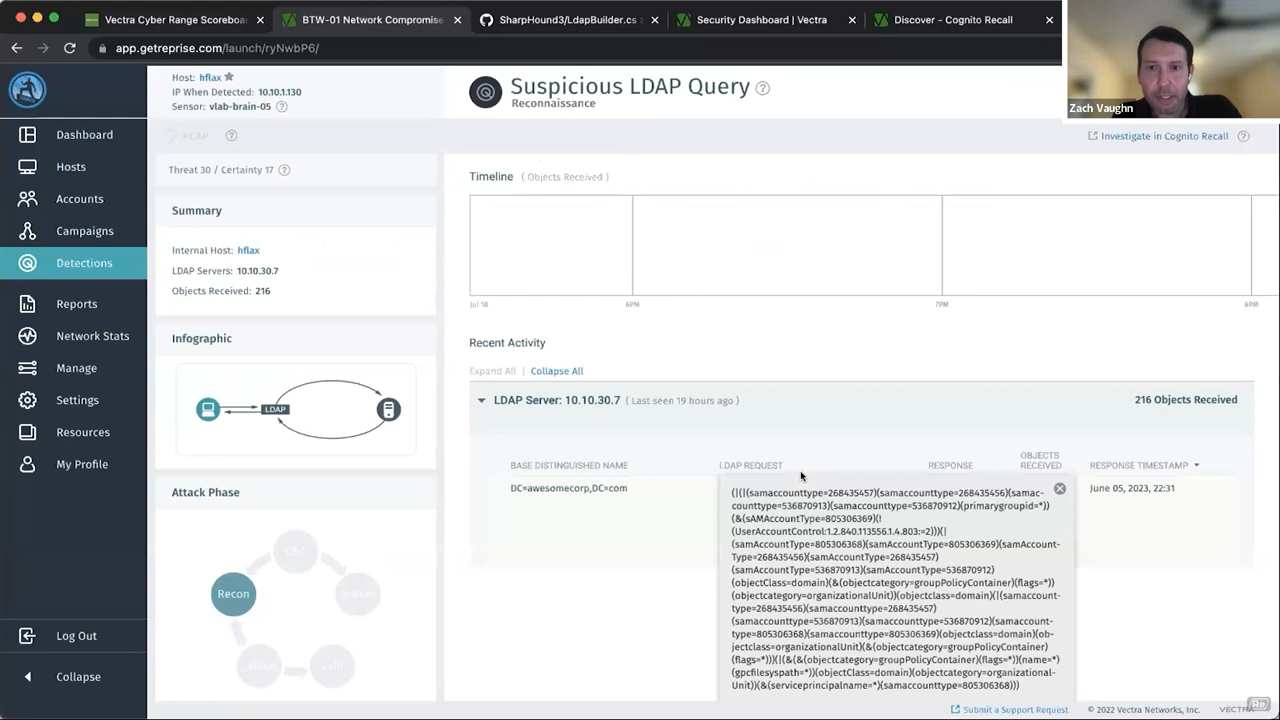 Vectra Cyber Range Scoreboa
BTW-01 Network Compromise
SharpHound3/LdapBuilder.cs a
Security Dashboard | Vectra
Discover - Cognito Recall
app.getreprise.com/launch/ryNwbP6/
Zach Vaughn
Dashboard
Hosts
Accounts
Campaigns
Detections
Reports
Network Stats
Manage
Settings
Resources
My Profile
Log Out
Collapse
Host: hflax
IP When Detected: 10.10.1.130
Sensor: vlab-brain-05
PCAP
Threat 30 / Certainty 17
Summary
Internal Host: hflax
LDAP Servers: 10.10.30.7
Objects Received: 216
Infographic
LDAP
Attack Phase
C&C
Recon
Botnet
Lateral
Exfil
Suspicious LDAP Query
Reconnaissance
Investigate in Cognito Recall
Timeline ( Objects Received )
Jul 16 6PM 7PM 8PM
Recent Activity
Expand All | Collapse All
LDAP Server: 10.10.30.7 ( Last seen 19 hours ago ) 216 Objects Received
BASE DISTINGUISHED NAME LDAP REQUEST RESPONSE OBJECTS RECEIVED RESPONSE TIMESTAMP
DC=awesomecorp,DC=com June 05, 2023, 22:31
(|(|(samaccounttype=268435457)(samaccounttype=268435456)(samac-
counttype=536870913)(samaccounttype=536870912)(primarygroupid=*))
(&(sAMAccountType=805306369)(!
(UserAccountControl:1.2.840.113556.1.4.803:=2)))(|
(samAccountType=805306368)(samAccountType=805306369)(samAccount-
Type=268435456)(samAccountType=268435457)
(samAccountType=536870913)(samAccountType=536870912)
(objectClass=domain)(&(objectcategory=groupPolicyContainer)(flags=*))
(objectcategory=organizationalUnit))(objectclass=domain)(|(samaccount-
type=268435456)(samaccounttype=268435457)
(samaccounttype=536870913)(samaccounttype=536870912)(samaccount-
type=805306368)(samaccounttype=805306369)(objectclass=domain)(ob-
jectclass=organizationalUnit)(&(objectcategory=groupPolicyContainer)
(flags=*)))(|(&(&(objectcategory=groupPolicyContainer)(flags=*))(name=*)
(gpcfilesyspath=*))(objectClass=domain)(objectcategory=organizational-
Unit))(&(serviceprincipalname=*)(samaccounttype=805306368)))
Submit a Support Request © 2022 Vectra Networks, Inc. VECTRA
Re